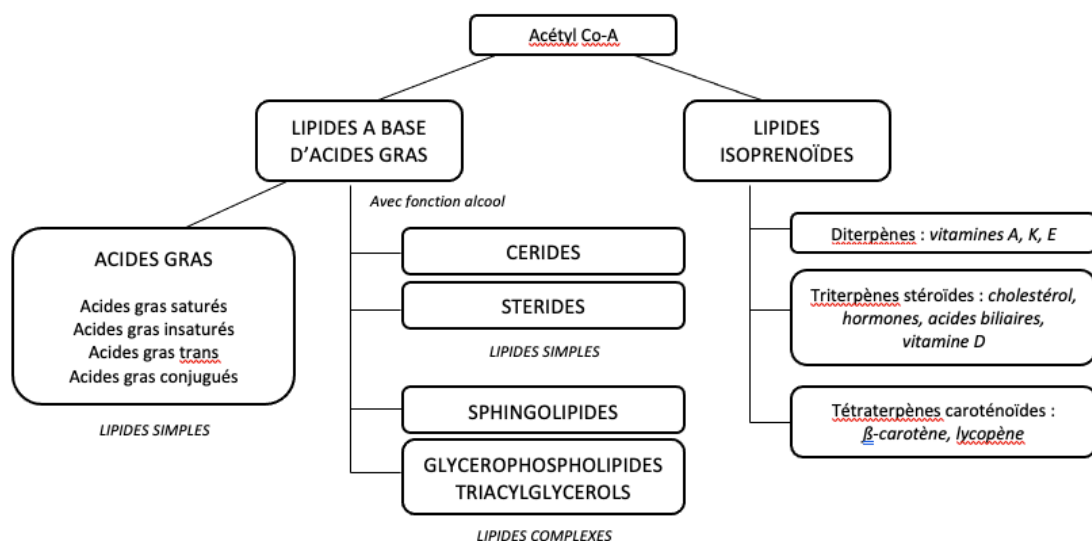 Acétyl Co-A
LIPIDES A BASE
D’ACIDES GRAS
LIPIDES
ISOPRENOÏDES
Avec fonction alcool
ACIDES GRAS
Acides gras saturés
Acides gras insaturés
Acides gras trans
Acides gras conjugués
LIPIDES SIMPLES
CERIDES
STERIDES
LIPIDES SIMPLES
SPHINGOLIPIDES
GLYCEROPHOSPHOLIPIDES
TRIACYLGLYCEROLS
LIPIDES COMPLEXES
Diterpènes : vitamines A, K, E
Triterpènes stéroïdes : cholestérol,
hormones, acides biliaires,
vitamine D
Tétraterpènes caroténoïdes :
ß-carotène, lycopène